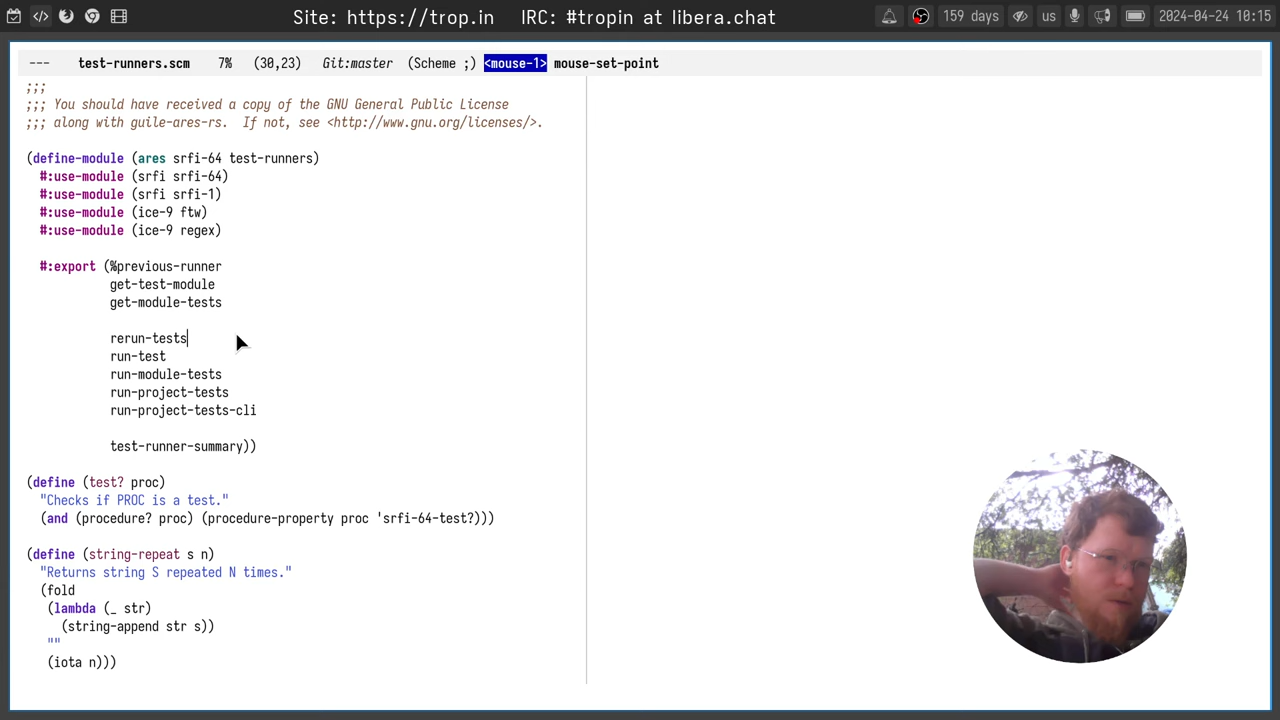 Site: https://trop.in IRC: #tropin at libera.chat
159 days us 2024-04-24 10:15
--- test-runners.scm 7% (30,23) Git:master (Scheme ;) <mouse-1> mouse-set-point
;;;
;;; You should have received a copy of the GNU General Public License
;;; along with guile-ares-rs. If not, see <http://www.gnu.org/licenses/>.
(define-module (ares srfi-64 test-runners)
#:use-module (srfi srfi-64)
#:use-module (srfi srfi-1)
#:use-module (ice-9 ftw)
#:use-module (ice-9 regex)
#:export (%previous-runner
get-test-module
get-module-tests
rerun-tests
run-test
run-module-tests
run-project-tests
run-project-tests-cli
test-runner-summary))
(define (test? proc)
"Checks if PROC is a test."
(and (procedure? proc) (procedure-property proc 'srfi-64-test?)))
(define (string-repeat s n)
"Returns string S repeated N times."
(fold
(lambda (_ str)
(string-append str s))
""
(iota n)))